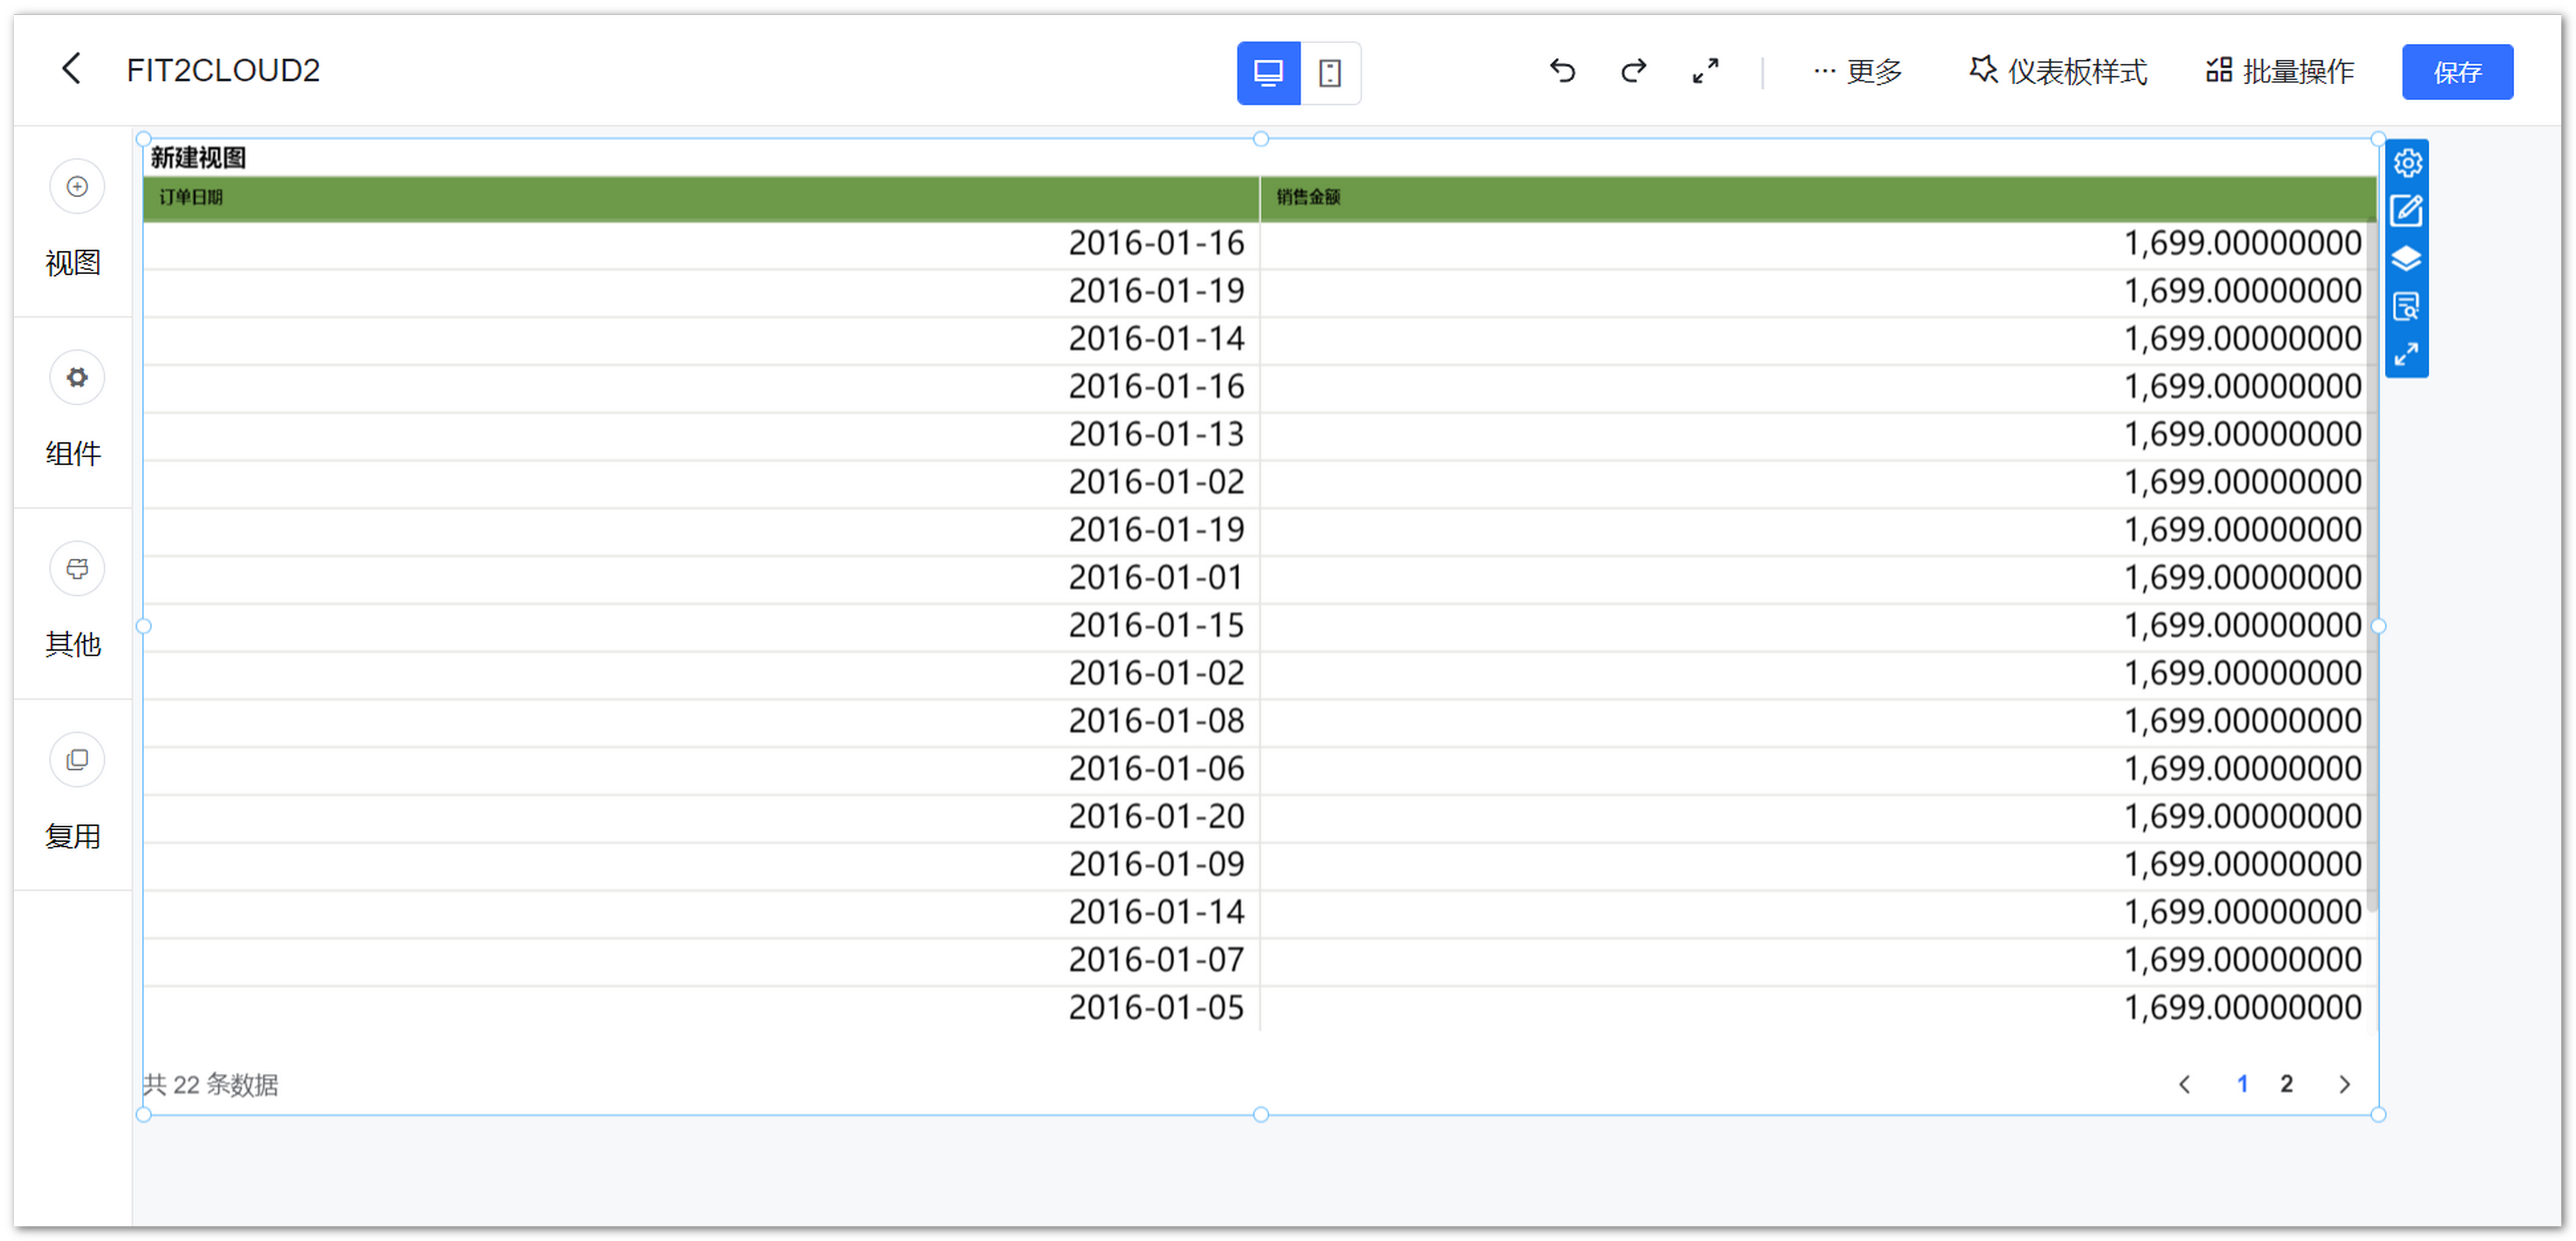 FIT2CLOUD2
··· 更多 仪表板样式 批量操作 保存
视图
组件
其他
复用
新建视图
订单日期 销售金额
2016-01-16 1,699.00000000
2016-01-19 1,699.00000000
2016-01-14 1,699.00000000
2016-01-16 1,699.00000000
2016-01-13 1,699.00000000
2016-01-02 1,699.00000000
2016-01-19 1,699.00000000
2016-01-01 1,699.00000000
2016-01-15 1,699.00000000
2016-01-02 1,699.00000000
2016-01-08 1,699.00000000
2016-01-06 1,699.00000000
2016-01-20 1,699.00000000
2016-01-09 1,699.00000000
2016-01-14 1,699.00000000
2016-01-07 1,699.00000000
2016-01-05 1,699.00000000
共 22 条数据 1 2